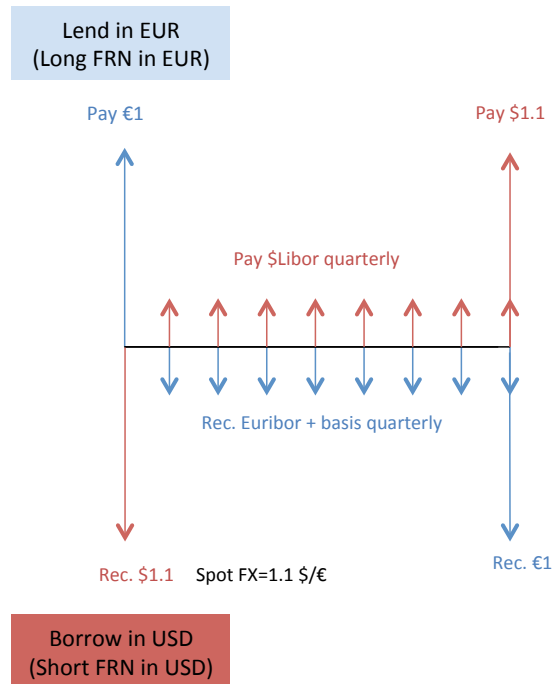 Lend in EUR
(Long FRN in EUR)
Pay €1
Pay $1.1
Pay $Libor quarterly
Rec. Euribor + basis quarterly
Rec. $1.1
Spot FX=1.1 $/€
Rec. €1
Borrow in USD
(Short FRN in USD)